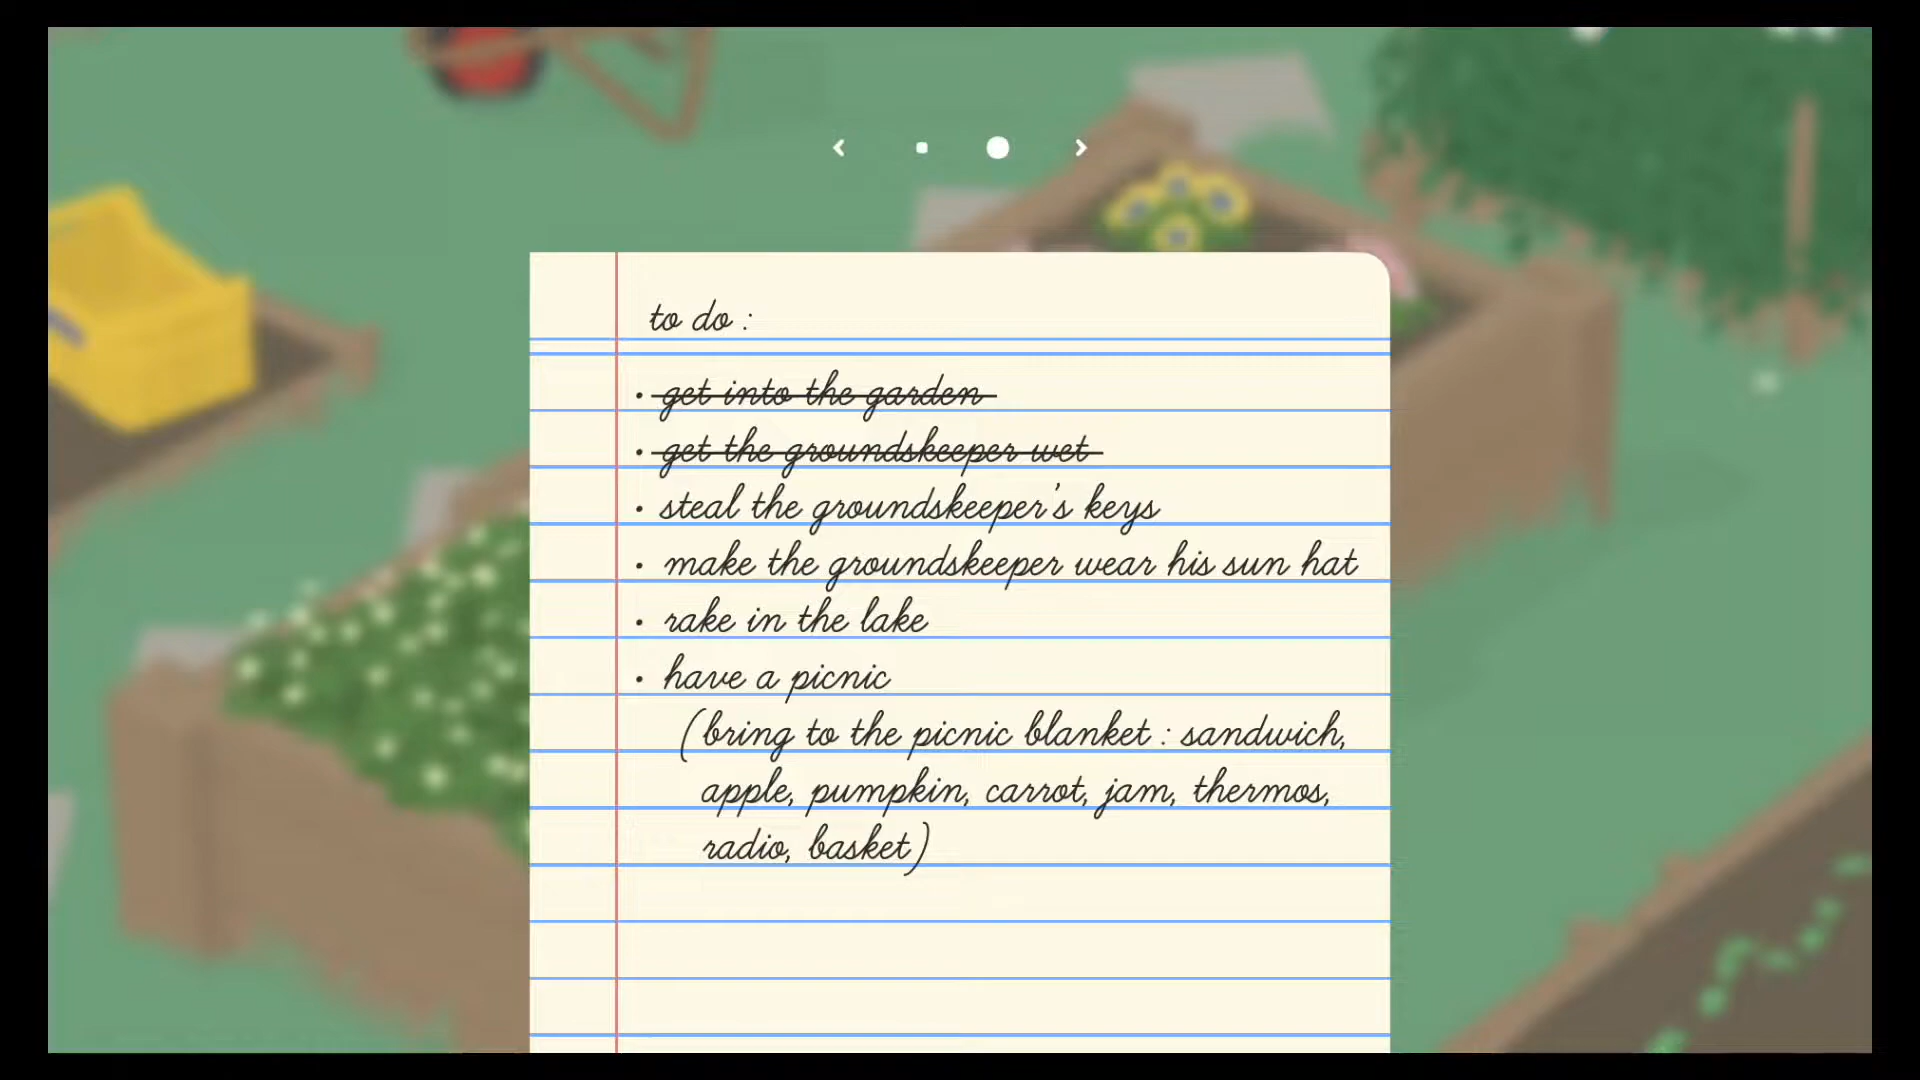 to do :
• get into the garden
• get the groundskeeper wet
• steal the groundskeeper's keys
• make the groundskeeper wear his sun hat
• rake in the lake
• have a picnic
(bring to the picnic blanket : sandwich,
apple, pumpkin, carrot, jam, thermos,
radio, basket)